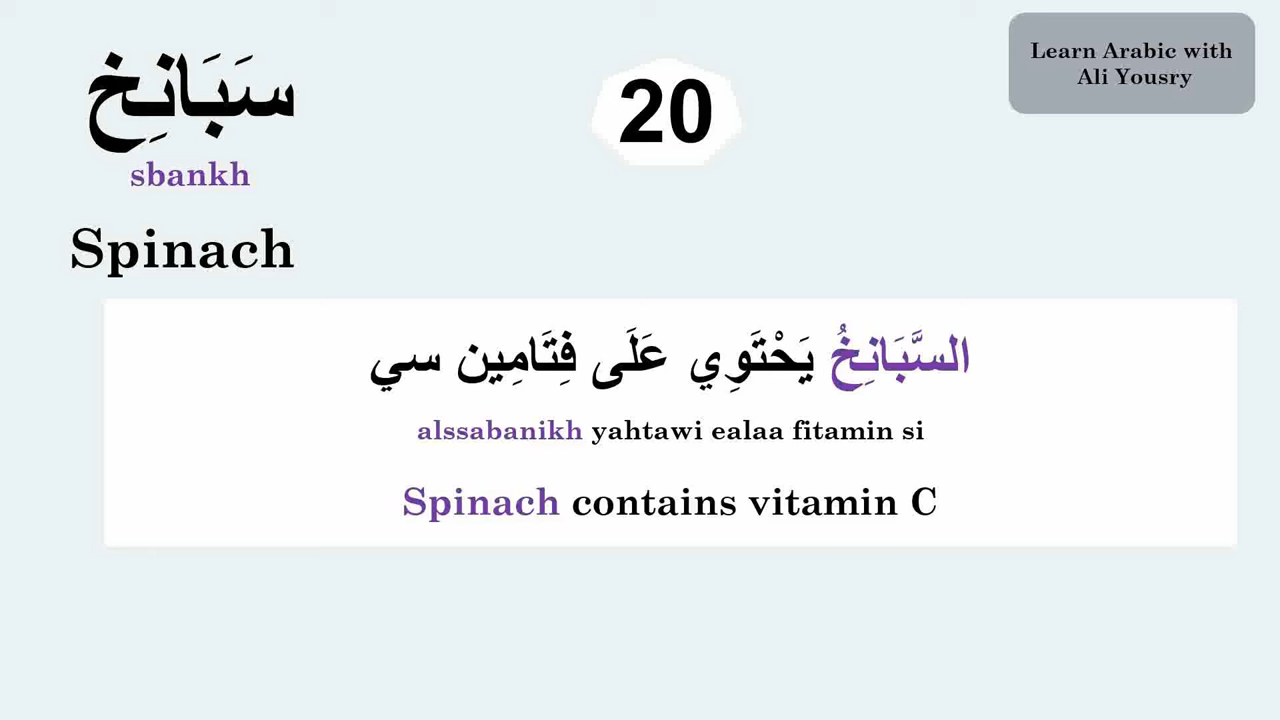 سَبَانِخ
sbankh
Spinach
20
Learn Arabic with
Ali Yousry
السَّبَانِخُ يَحْتَوِي عَلَى فِتَامِين سي
alssabanikh yahtawi ealaa fitamin si
Spinach contains vitamin C